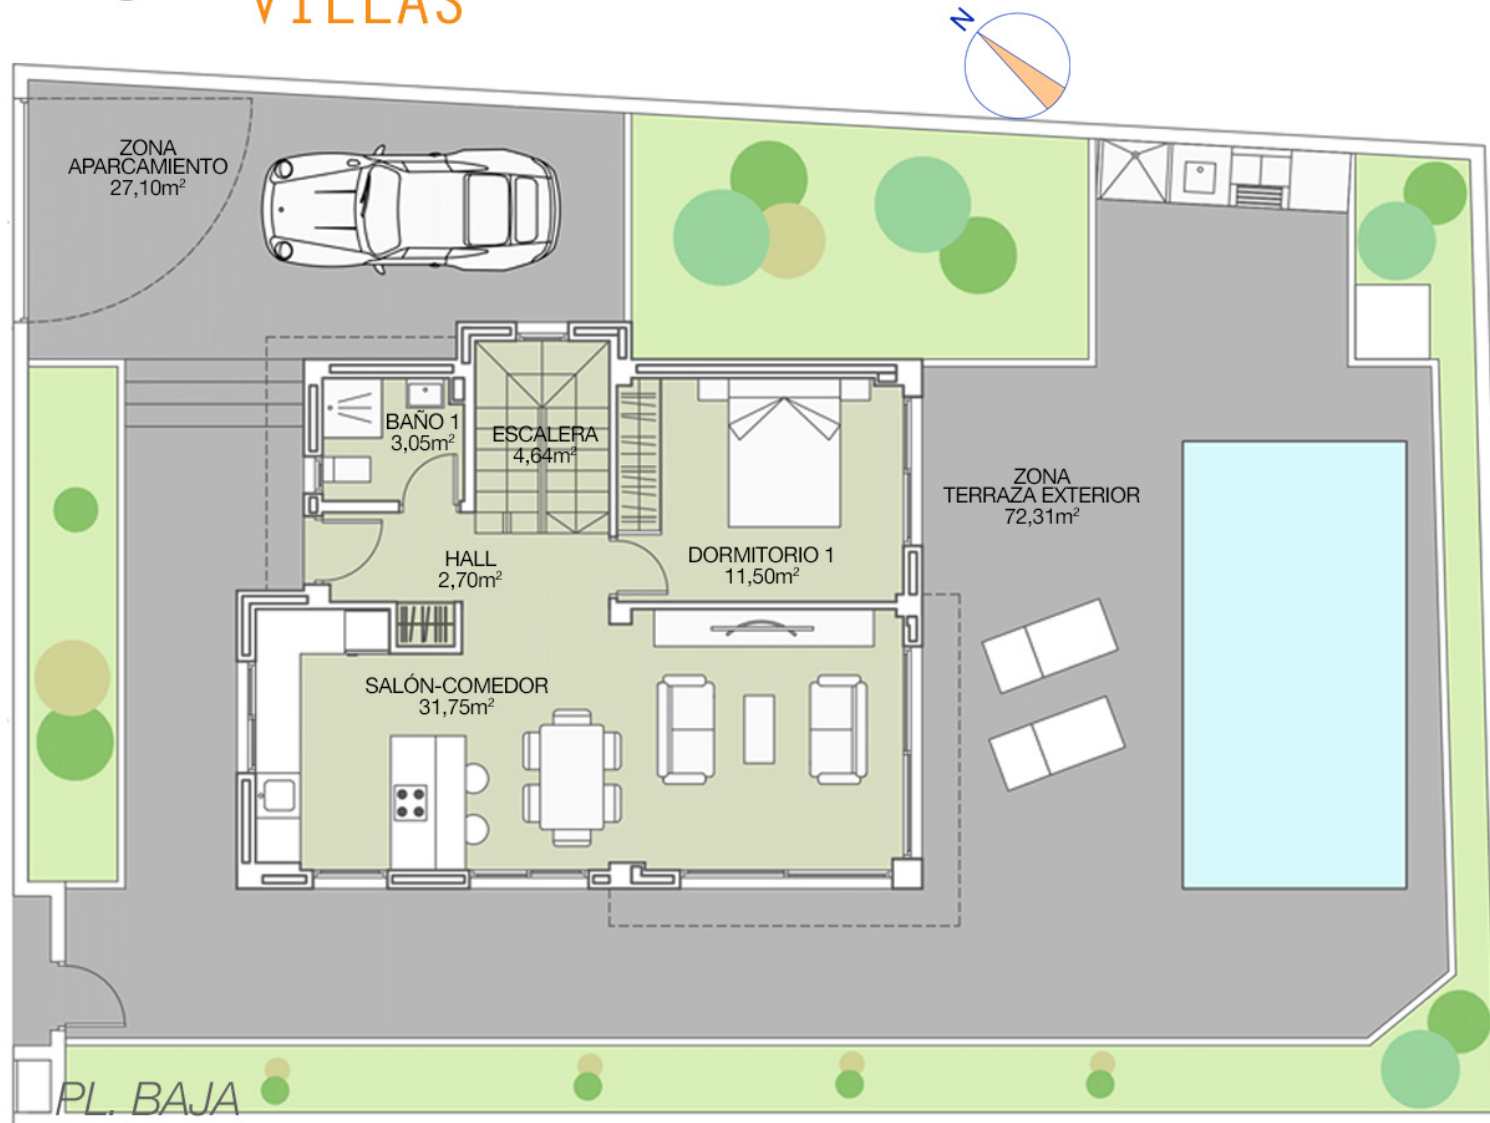 VILLAS
N
ZONA
APARCAMIENTO
27,10m²
BAÑO 1
3,05m²
ESCALERA
4,64m²
ZONA
TERRAZA EXTERIOR
72,31m²
HALL
2,70m²
DORMITORIO 1
11,50m²
SALÓN-COMEDOR
31,75m²
PL. BAJA